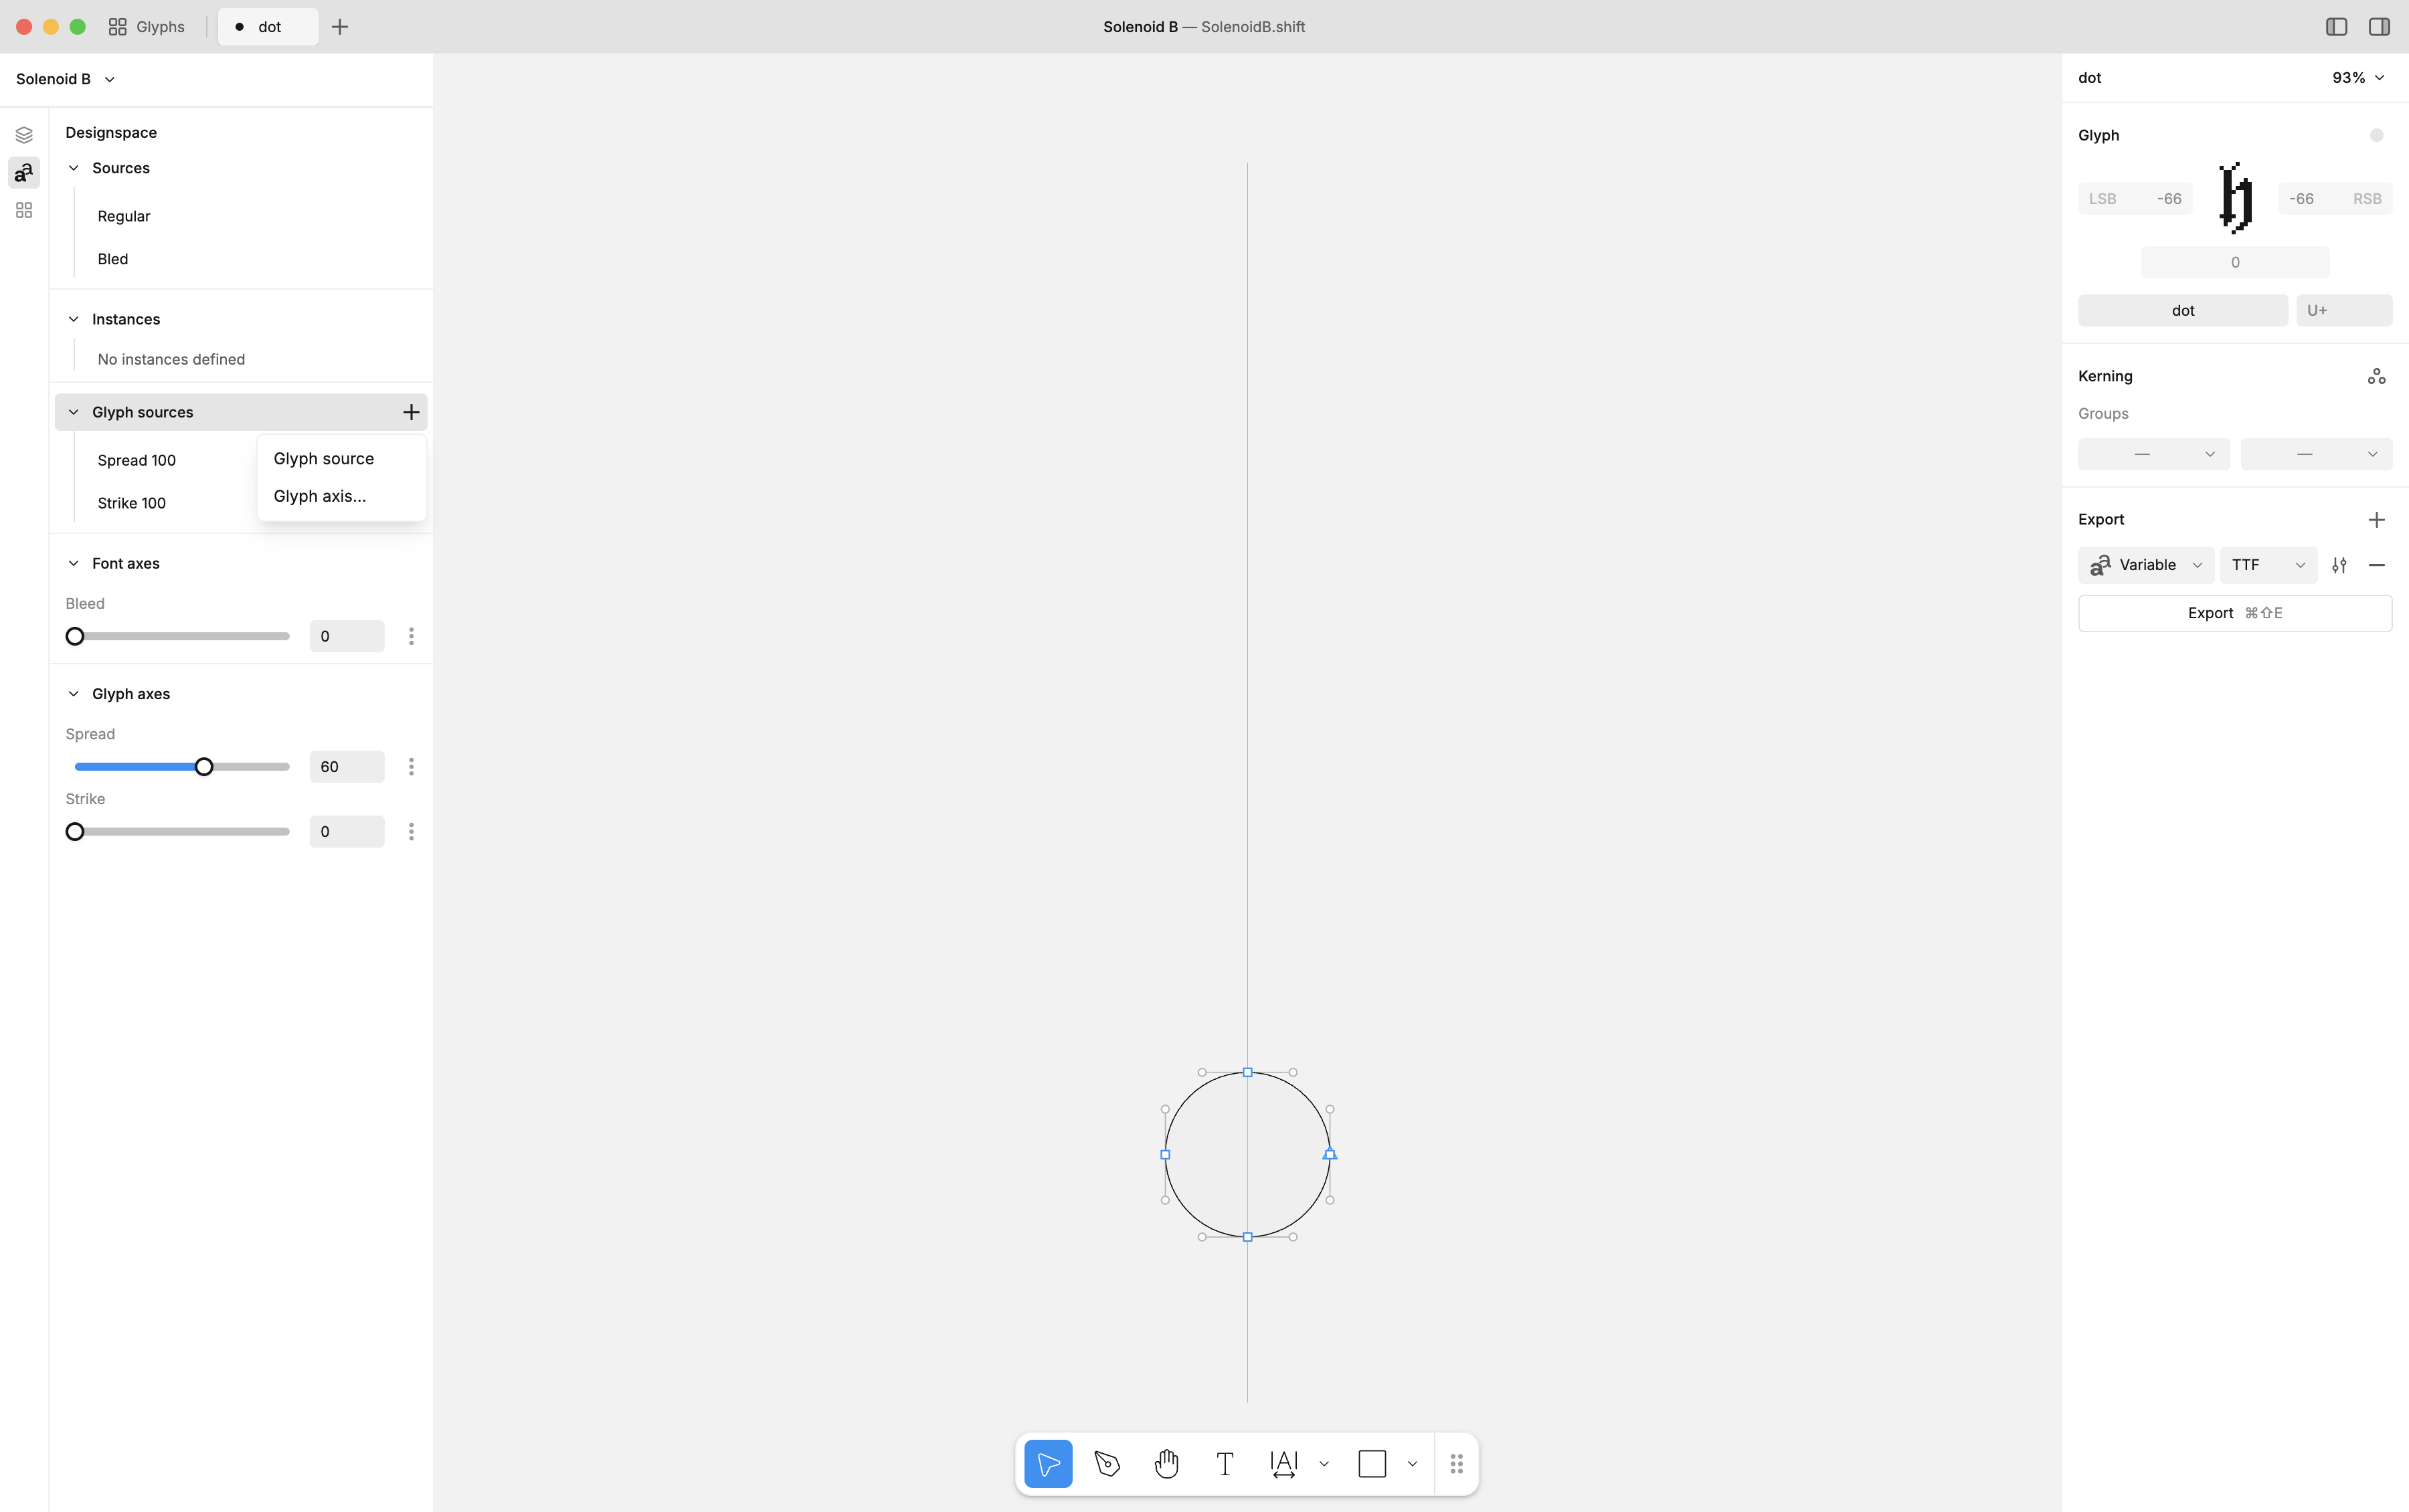 Glyphs
dot
Solenoid B — SolenoidB.shift
Solenoid B
Designspace
Sources
Regular
Bled
Instances
No instances defined
Glyph sources
Spread 100
Strike 100
Glyph source
Glyph axis...
Font axes
Bleed
0
Glyph axes
Spread
60
Strike
0
dot
93%
Glyph
LSB -66
-66 RSB
0
dot
U+
Kerning
Groups
—
—
Export
Variable
TTF
Export ⌘⇧E